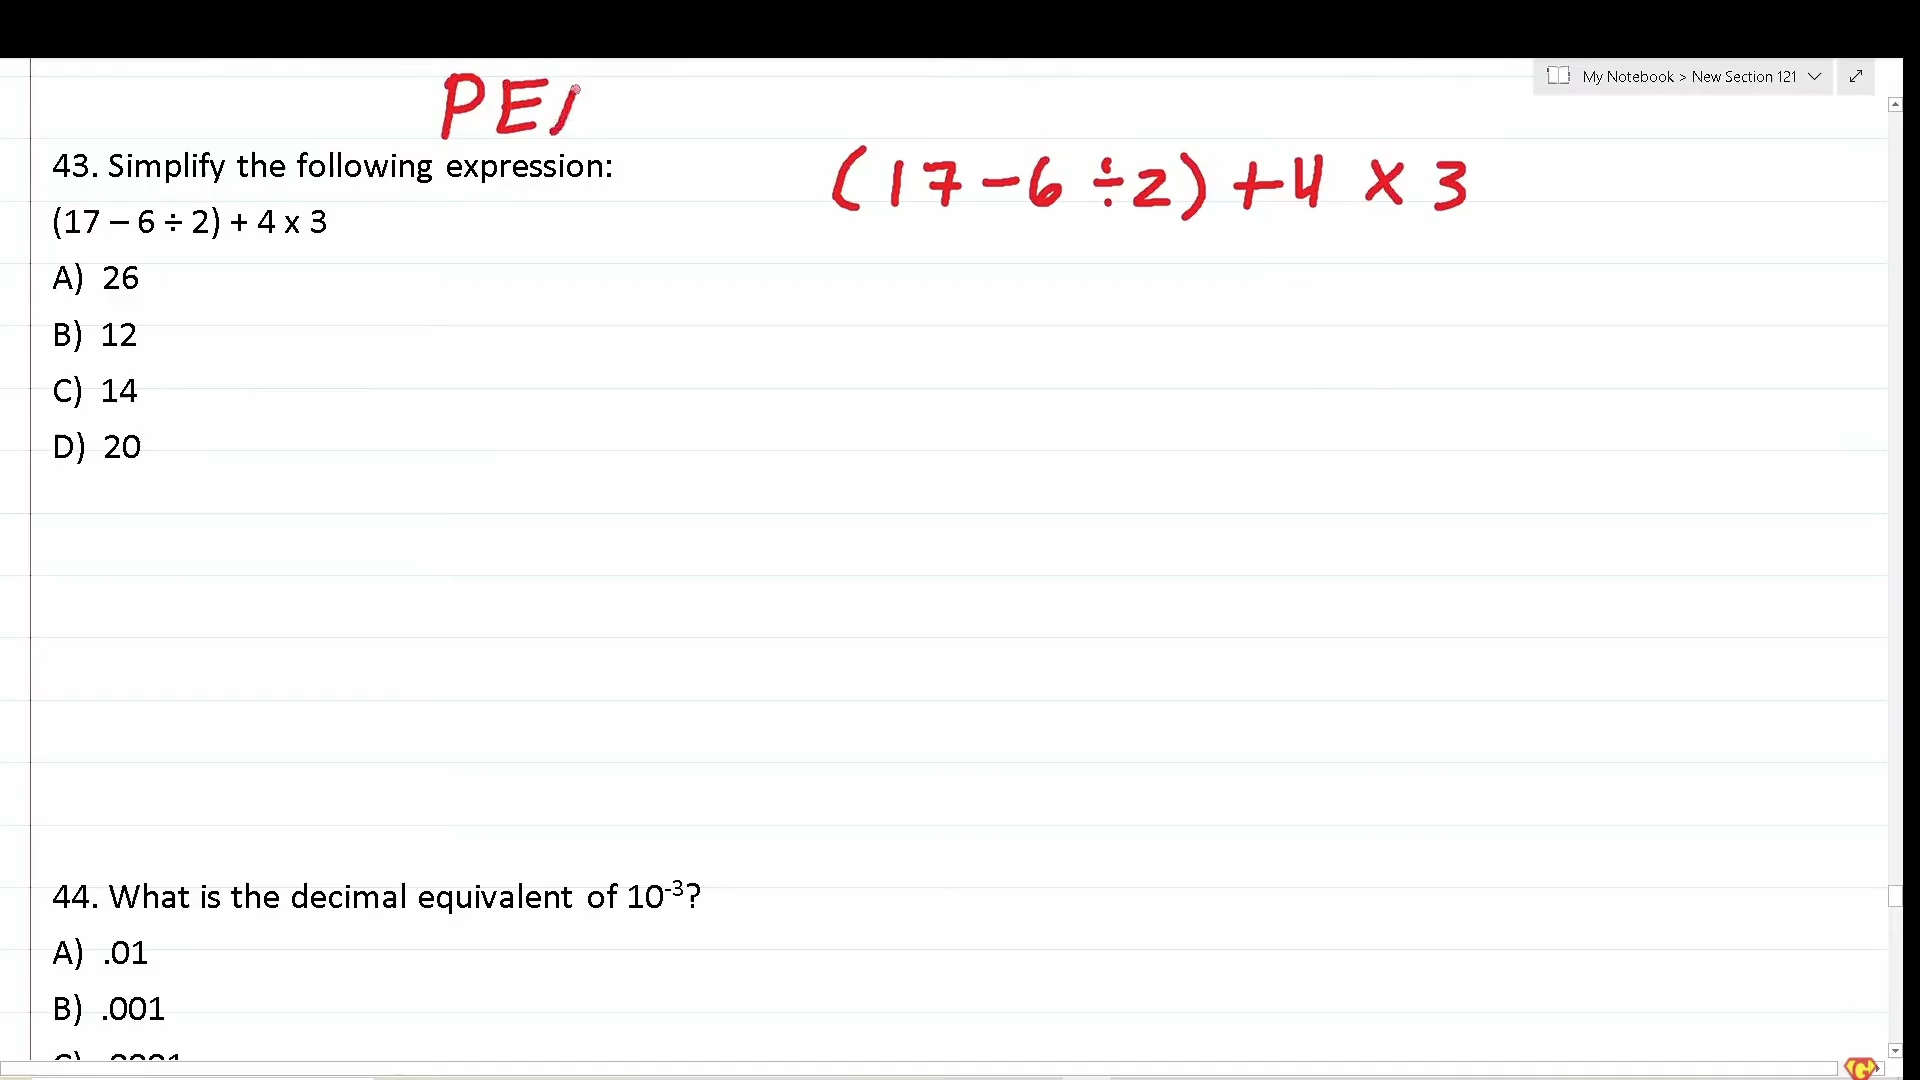 My Notebook > New Section 121
PE
43. Simplify the following expression:
(17 – 6 ÷ 2) + 4 x 3
(17 – 6 ÷ 2) + 4 x 3
A) 26
B) 12
C) 14
D) 20
44. What is the decimal equivalent of 10⁻³?
A) .01
B) .001